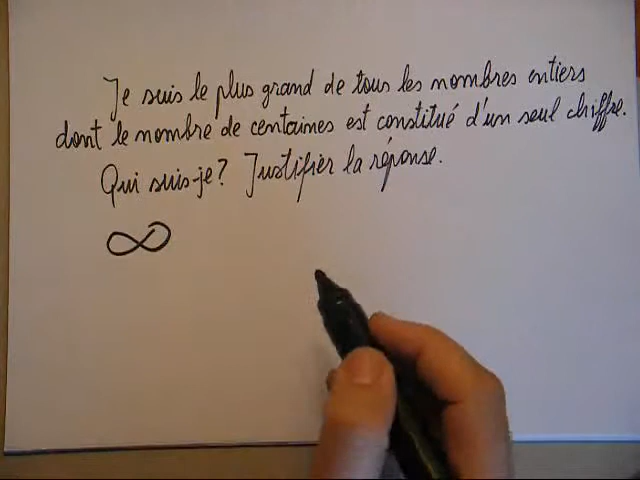 Je suis le plus grand de tous les nombres entiers
dont le nombre de centaines est constitué d'un seul chiffre.
Qui suis-je? Justifier la réponse.
∞